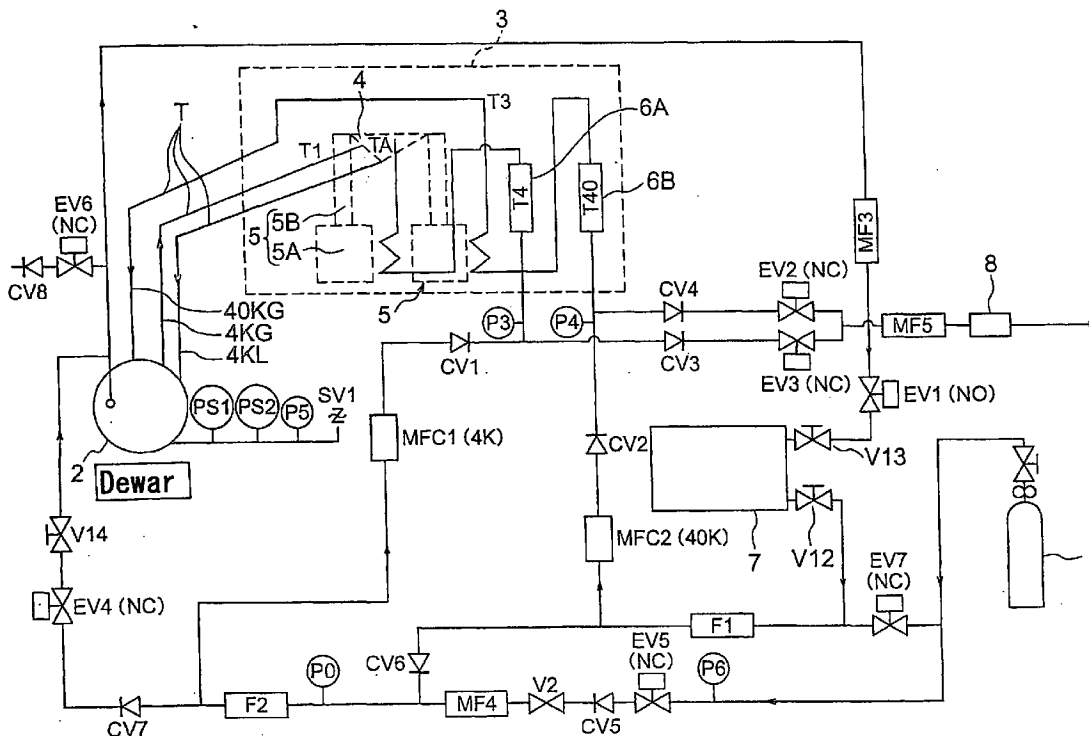 3
4
T3
6A
T
T1
TA
T4
T40
6B
EV6
(NC)
5
5B
5A
MF3
EV2 (NC)
8
CV8
CV4
40KG
5
P3
P4
4KG
MF5
4KL
CV1
CV3
EV3 (NC)
EV1 (NO)
PS1
PS2
P5
SV1
MFC1 (4K)
CV2
V13
2
Dewar
V14
MFC2 (40K)
7
V12
EV7
(NC)
EV4 (NC)
F1
EV5
(NC)
CV6
P0
P6
V2
F2
MF4
CV7
CV5